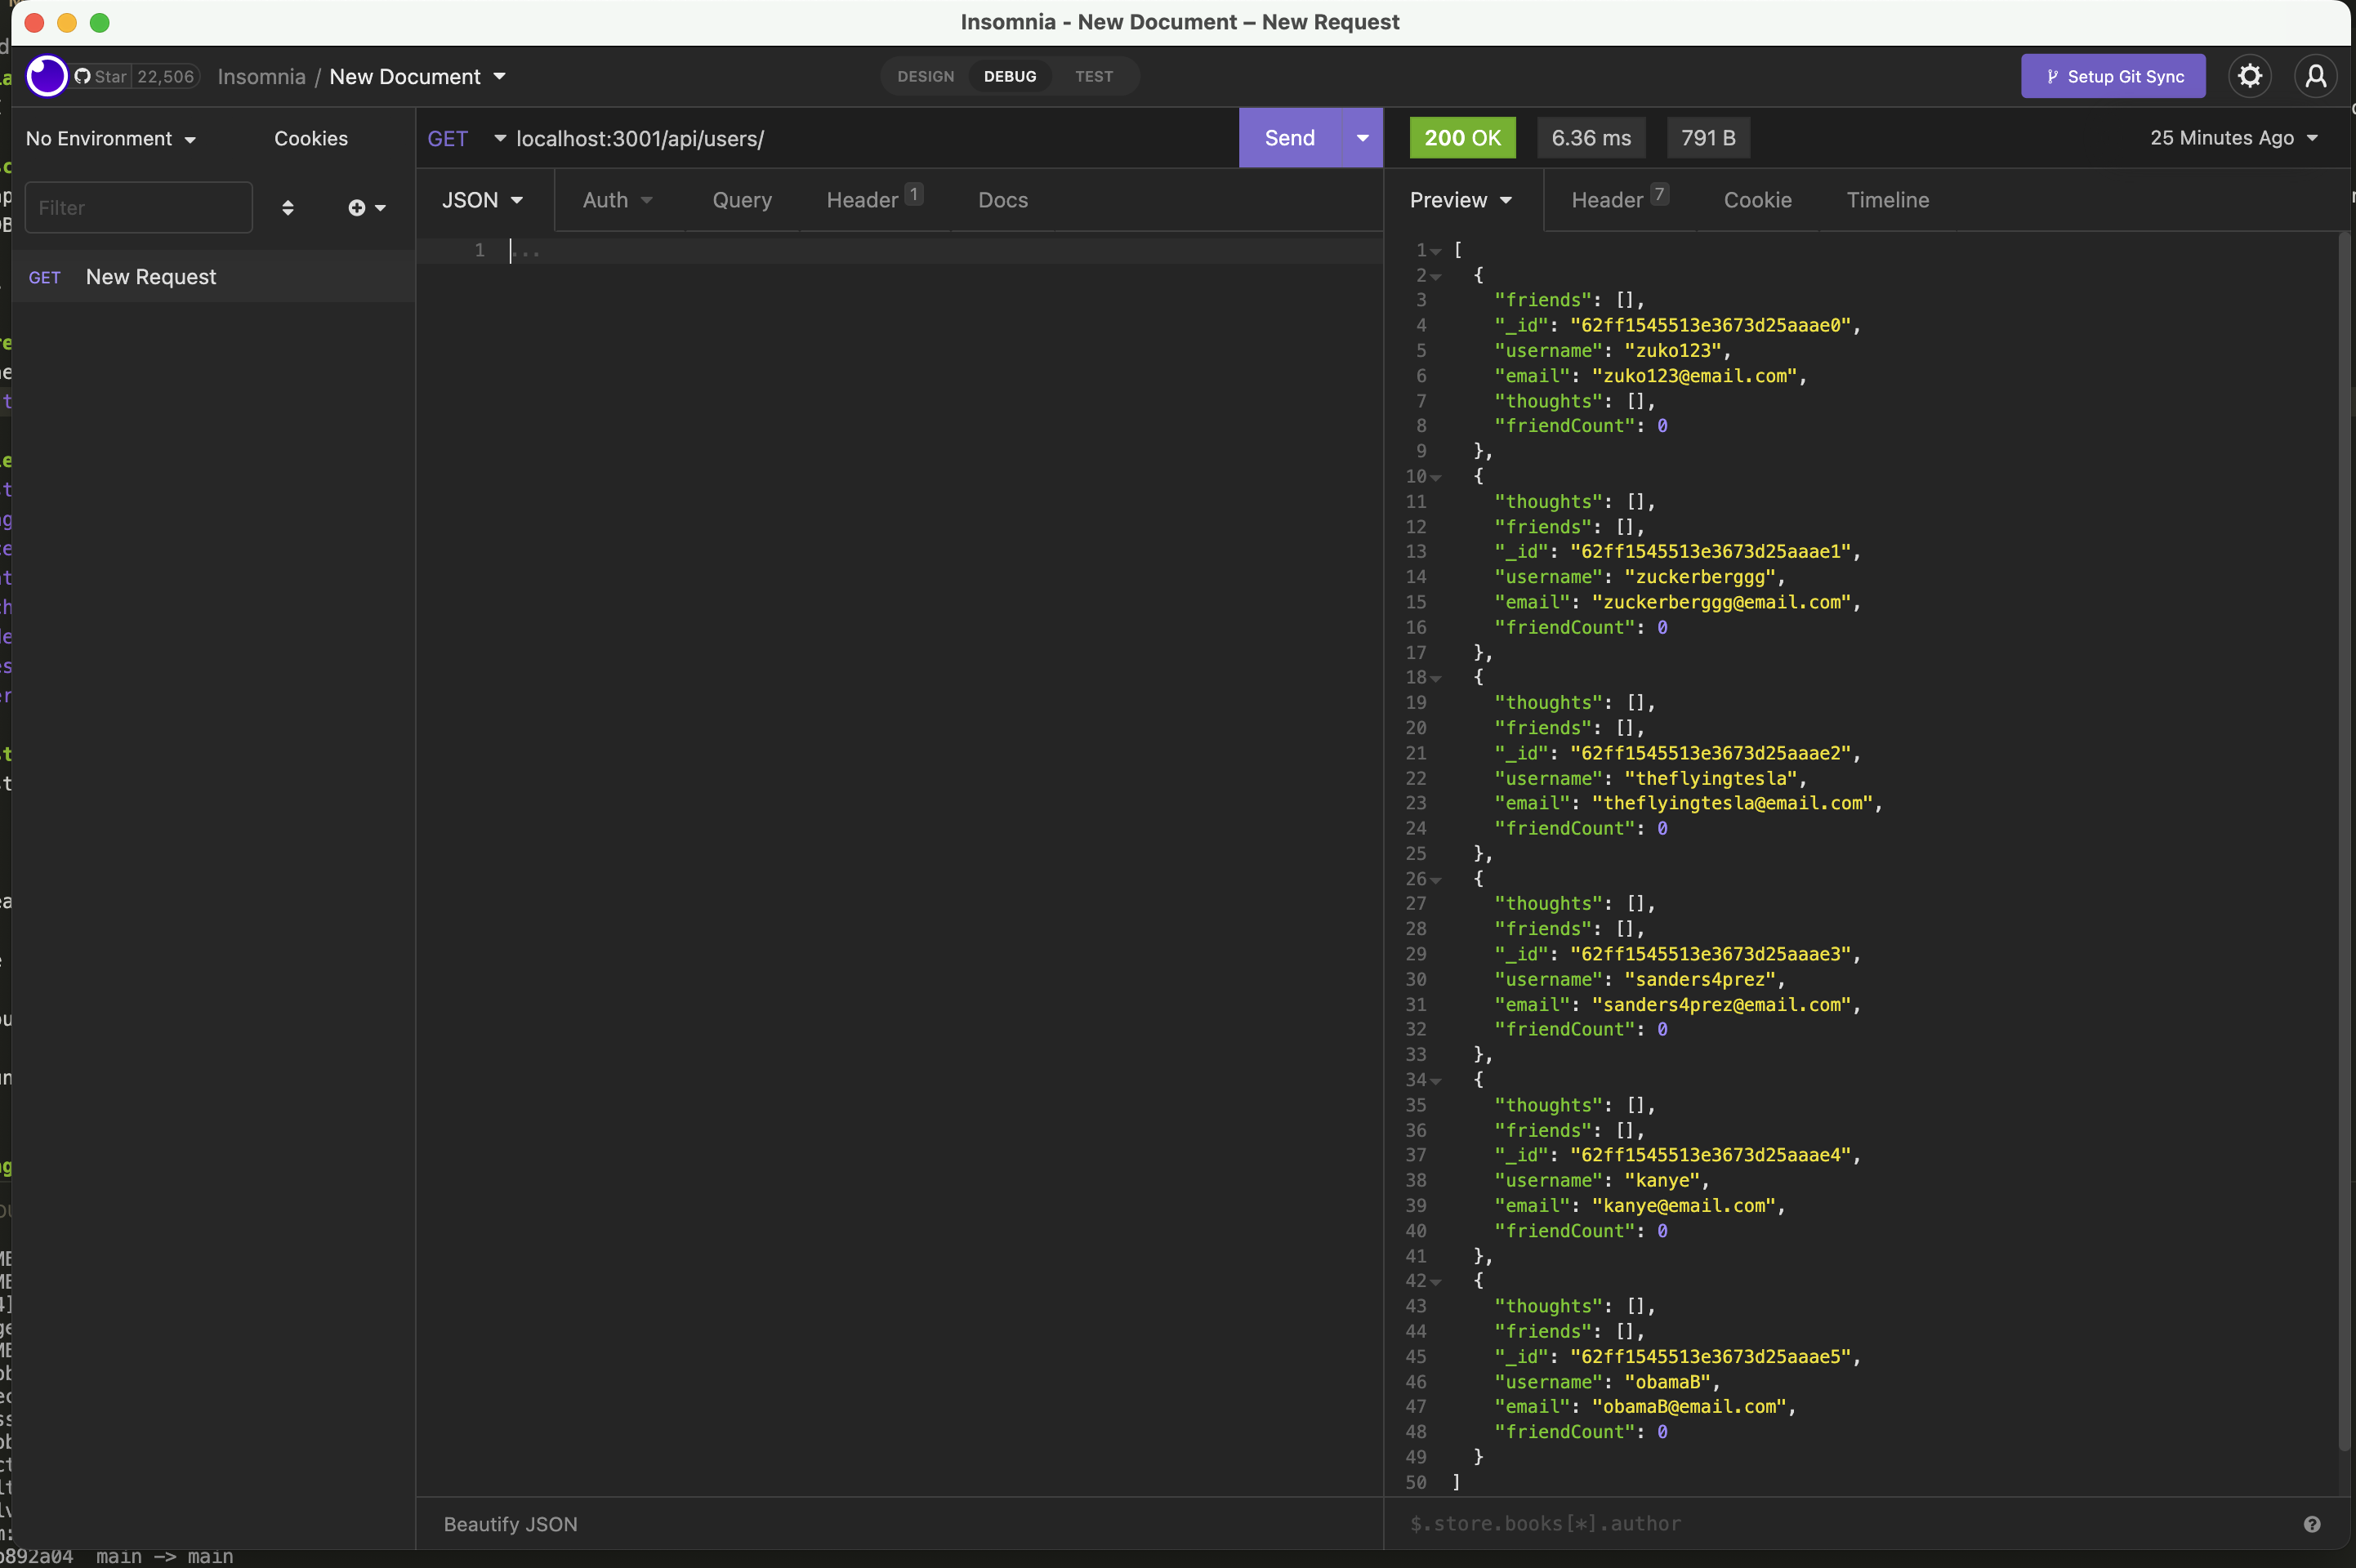 Insomnia - New Document – New Request
Star 22,506 Insomnia / New Document
DESIGN DEBUG TEST
Setup Git Sync
No Environment Cookies
GET localhost:3001/api/users/ Send
200 OK 6.36 ms 791 B 25 Minutes Ago
Filter
JSON Auth Query Header 1 Docs
Preview Header 7 Cookie Timeline
GET New Request
1 ...
1 [
2 {
3 "friends": [],
4 "_id": "62ff1545513e3673d25aaae0",
5 "username": "zuko123",
6 "email": "zuko123@email.com",
7 "thoughts": [],
8 "friendCount": 0
9 },
10 {
11 "thoughts": [],
12 "friends": [],
13 "_id": "62ff1545513e3673d25aaae1",
14 "username": "zuckerberggg",
15 "email": "zuckerberggg@email.com",
16 "friendCount": 0
17 },
18 {
19 "thoughts": [],
20 "friends": [],
21 "_id": "62ff1545513e3673d25aaae2",
22 "username": "theflyingtesla",
23 "email": "theflyingtesla@email.com",
24 "friendCount": 0
25 },
26 {
27 "thoughts": [],
28 "friends": [],
29 "_id": "62ff1545513e3673d25aaae3",
30 "username": "sanders4prez",
31 "email": "sanders4prez@email.com",
32 "friendCount": 0
33 },
34 {
35 "thoughts": [],
36 "friends": [],
37 "_id": "62ff1545513e3673d25aaae4",
38 "username": "kanye",
39 "email": "kanye@email.com",
40 "friendCount": 0
41 },
42 {
43 "thoughts": [],
44 "friends": [],
45 "_id": "62ff1545513e3673d25aaae5",
46 "username": "obamaB",
47 "email": "obamaB@email.com",
48 "friendCount": 0
49 }
50 ]
Beautify JSON
$.store.books[*].author
b892a04 main -> main